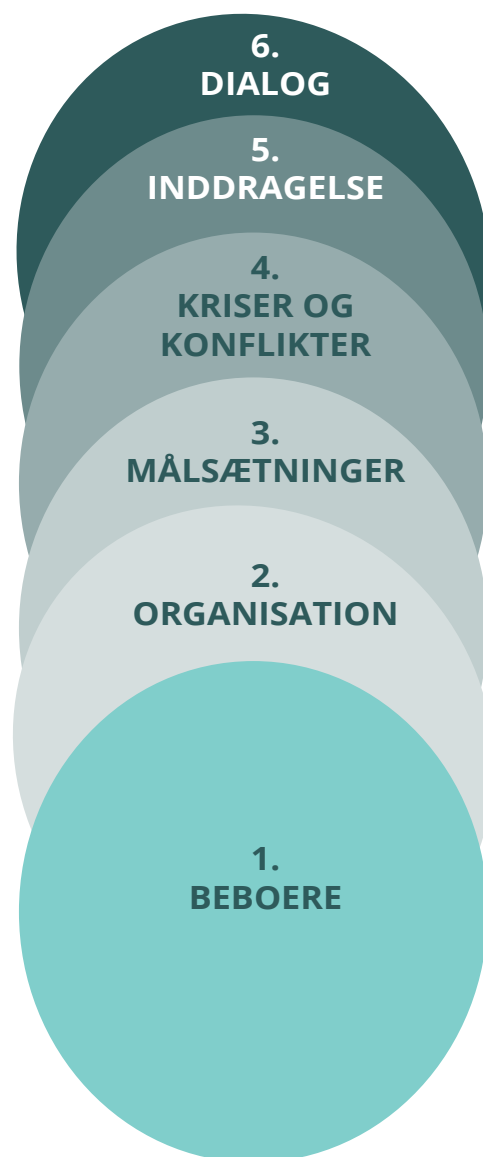 6.
DIALOG
5.
INDDRAGELSE
4.
KRISER OG
KONFLIKTER
3.
MÅLSÆTNINGER
2.
ORGANISATION
1.
BEBOERE